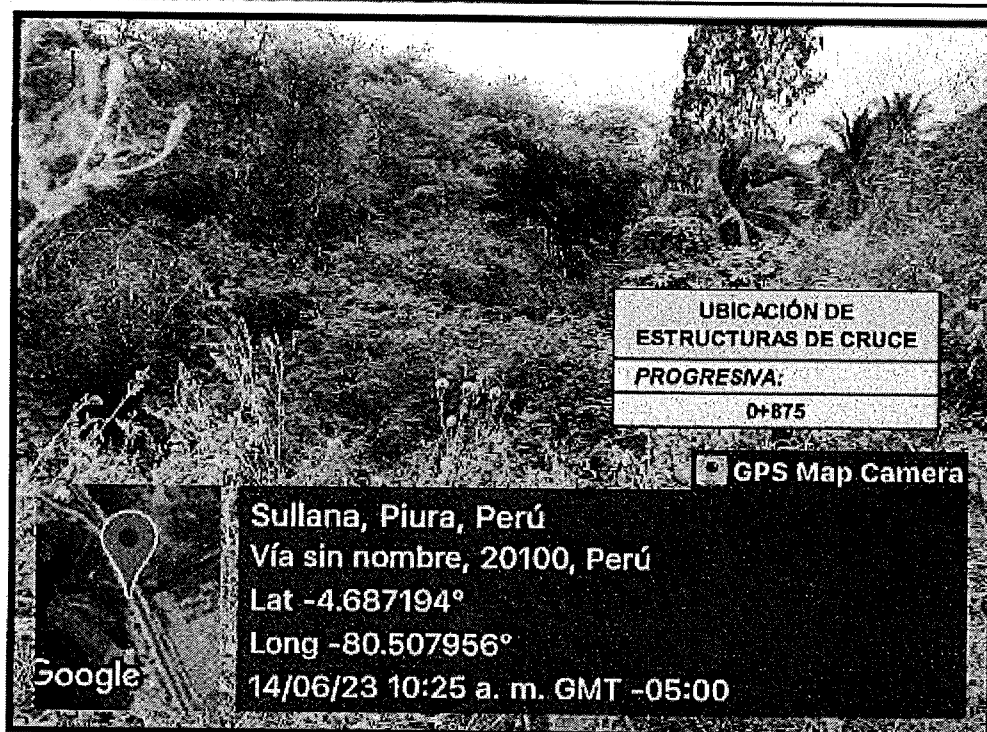 UBICACIÓN DE
ESTRUCTURAS DE CRUCE
PROGRESIVA:
0+875
GPS Map Camera
Sullana, Piura, Perú
Vía sin nombre, 20100, Perú
Lat -4.687194°
Long -80.507956°
14/06/23 10:25 a. m. GMT -05:00
Google